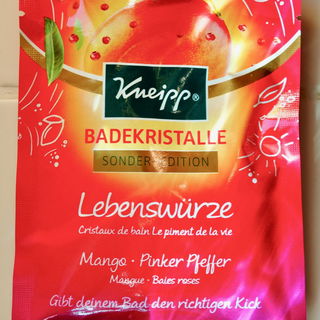 Kneipp®
BADEKRISTALLE
SONDER-EDITION
Lebenswürze
Cristaux de bain Le piment de la vie
Mango · Pinker Pfeffer
Mangue · Baies roses
Gibt deinem Bad den richtigen Kick